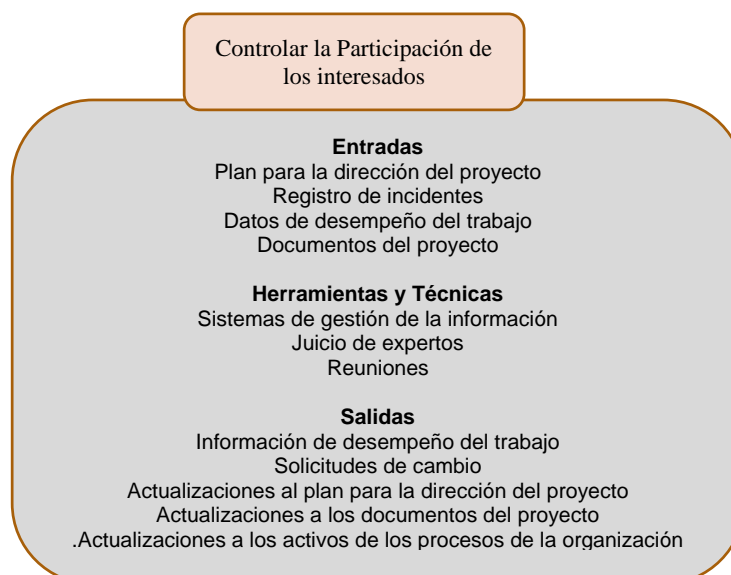 Controlar la Participación de
los interesados
Entradas
Plan para la dirección del proyecto
Registro de incidentes
Datos de desempeño del trabajo
Documentos del proyecto
Herramientas y Técnicas
Sistemas de gestión de la información
Juicio de expertos
Reuniones
Salidas
Información de desempeño del trabajo
Solicitudes de cambio
Actualizaciones al plan para la dirección del proyecto
Actualizaciones a los documentos del proyecto
.Actualizaciones a los activos de los procesos de la organización